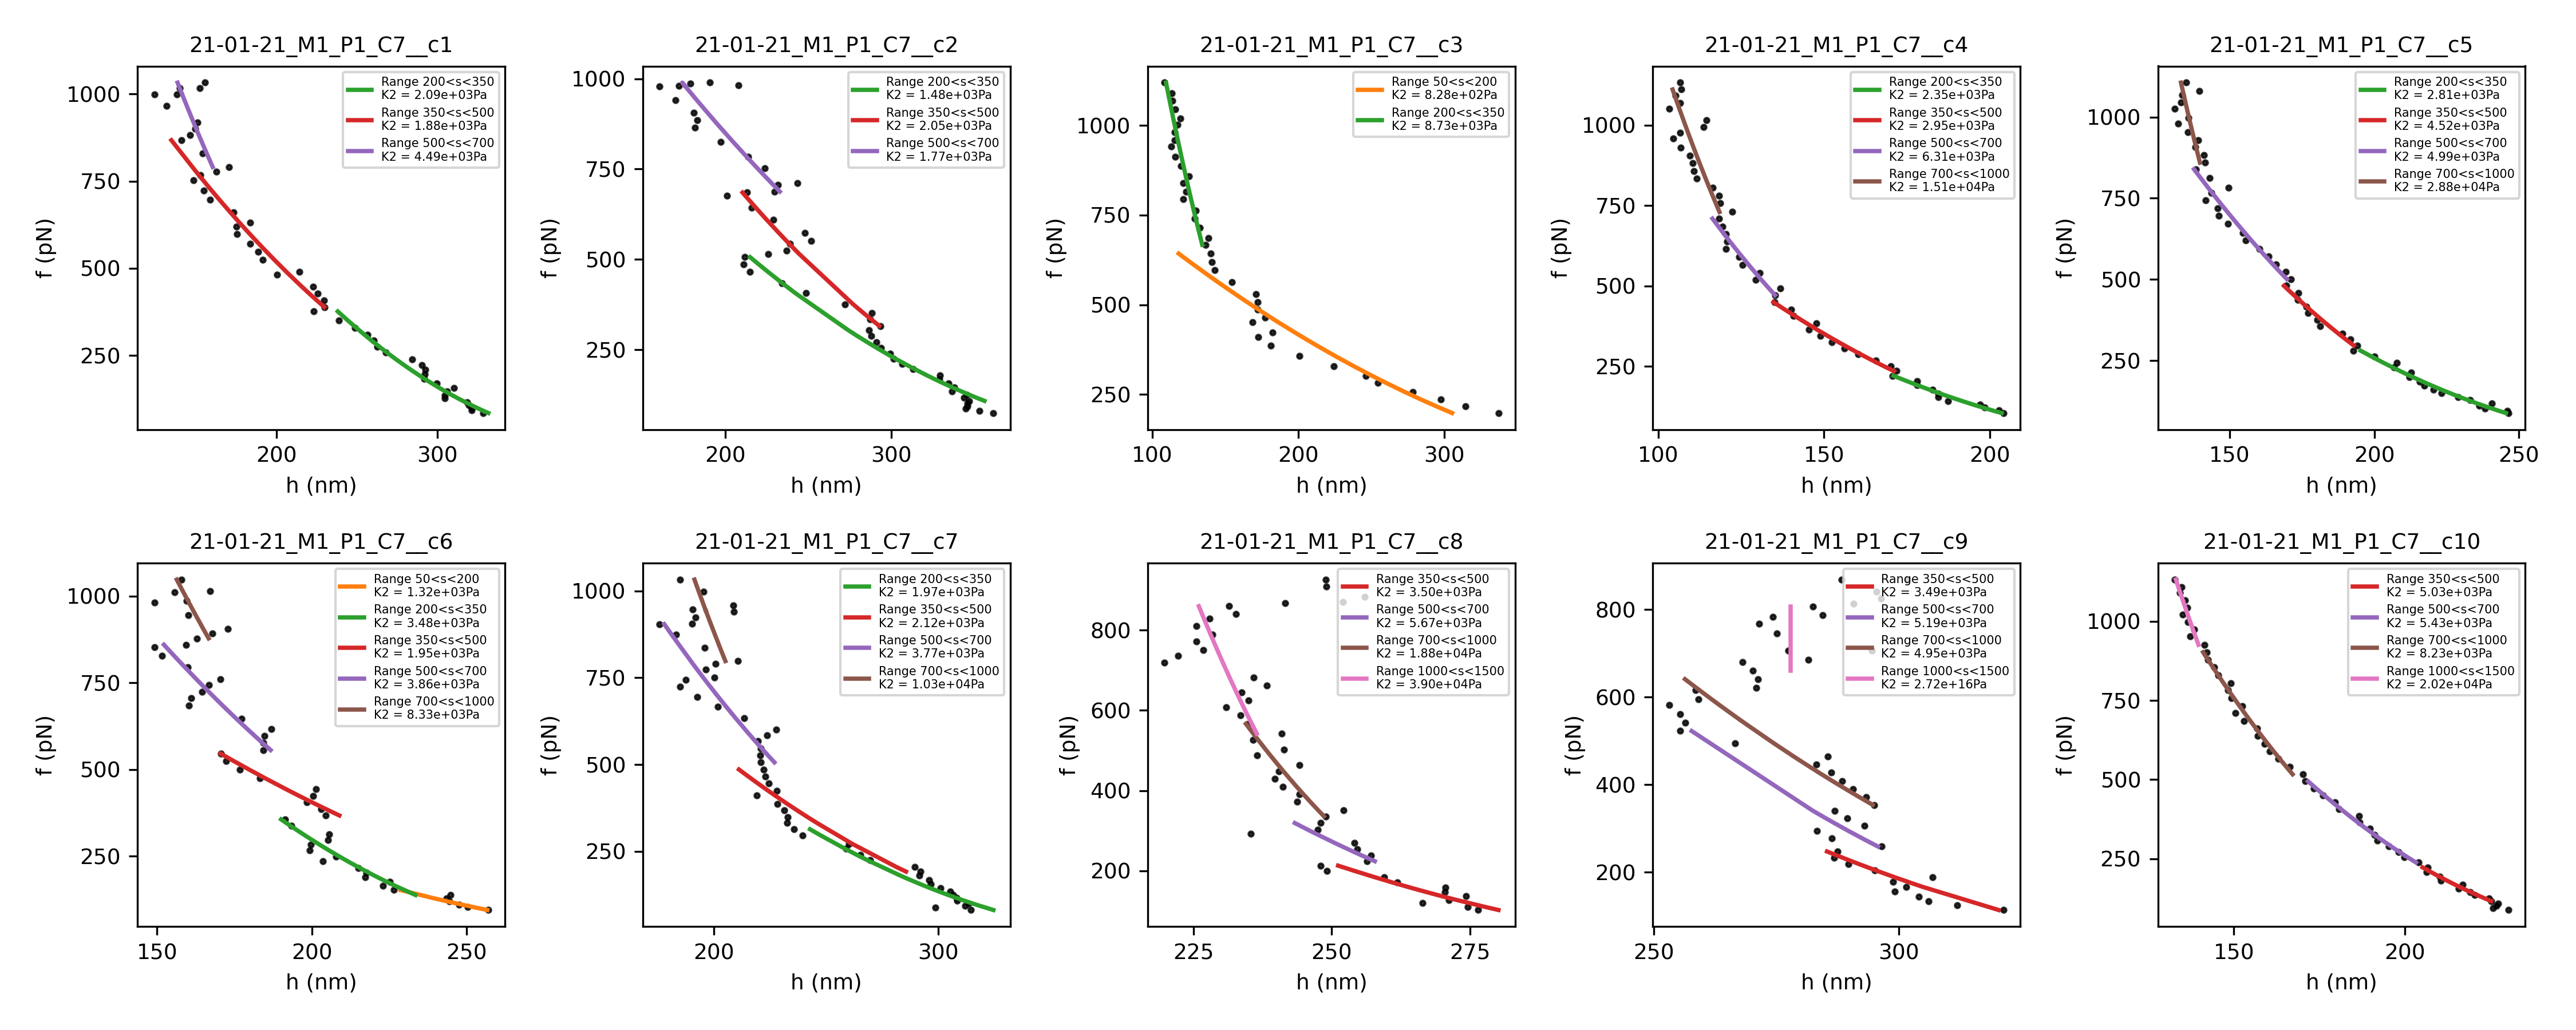 21-01-21_M1_P1_C7__c1
Range 200<s<350
K2 = 2.09e+03Pa
Range 350<s<500
K2 = 1.88e+03Pa
Range 500<s<700
K2 = 4.49e+03Pa
1000
750
500
250
f (pN)
200 300
h (nm)
21-01-21_M1_P1_C7__c2
Range 200<s<350
K2 = 1.48e+03Pa
Range 350<s<500
K2 = 2.05e+03Pa
Range 500<s<700
K2 = 1.77e+03Pa
1000
750
500
250
f (pN)
200 300
h (nm)
21-01-21_M1_P1_C7__c3
Range 50<s<200
K2 = 8.28e+02Pa
Range 200<s<350
K2 = 8.73e+03Pa
1000
750
500
250
f (pN)
100 200 300
h (nm)
21-01-21_M1_P1_C7__c4
Range 200<s<350
K2 = 2.35e+03Pa
Range 350<s<500
K2 = 2.95e+03Pa
Range 500<s<700
K2 = 6.31e+03Pa
Range 700<s<1000
K2 = 1.51e+04Pa
1000
750
500
250
f (pN)
100 150 200
h (nm)
21-01-21_M1_P1_C7__c5
Range 200<s<350
K2 = 2.81e+03Pa
Range 350<s<500
K2 = 4.52e+03Pa
Range 500<s<700
K2 = 4.99e+03Pa
Range 700<s<1000
K2 = 2.88e+04Pa
1000
750
500
250
f (pN)
150 200 250
h (nm)
21-01-21_M1_P1_C7__c6
Range 50<s<200
K2 = 1.32e+03Pa
Range 200<s<350
K2 = 3.48e+03Pa
Range 350<s<500
K2 = 1.95e+03Pa
Range 500<s<700
K2 = 3.86e+03Pa
Range 700<s<1000
K2 = 8.33e+03Pa
1000
750
500
250
f (pN)
150 200 250
h (nm)
21-01-21_M1_P1_C7__c7
Range 200<s<350
K2 = 1.97e+03Pa
Range 350<s<500
K2 = 2.12e+03Pa
Range 500<s<700
K2 = 3.77e+03Pa
Range 700<s<1000
K2 = 1.03e+04Pa
1000
750
500
250
f (pN)
200 300
h (nm)
21-01-21_M1_P1_C7__c8
Range 350<s<500
K2 = 3.50e+03Pa
Range 500<s<700
K2 = 5.67e+03Pa
Range 700<s<1000
K2 = 1.88e+04Pa
Range 1000<s<1500
K2 = 3.90e+04Pa
800
600
400
200
f (pN)
225 250 275
h (nm)
21-01-21_M1_P1_C7__c9
Range 350<s<500
K2 = 3.49e+03Pa
Range 500<s<700
K2 = 5.19e+03Pa
Range 700<s<1000
K2 = 4.95e+03Pa
Range 1000<s<1500
K2 = 2.72e+16Pa
800
600
400
200
f (pN)
250 300
h (nm)
21-01-21_M1_P1_C7__c10
Range 350<s<500
K2 = 5.03e+03Pa
Range 500<s<700
K2 = 5.43e+03Pa
Range 700<s<1000
K2 = 8.23e+03Pa
Range 1000<s<1500
K2 = 2.02e+04Pa
1000
750
500
250
f (pN)
150 200
h (nm)